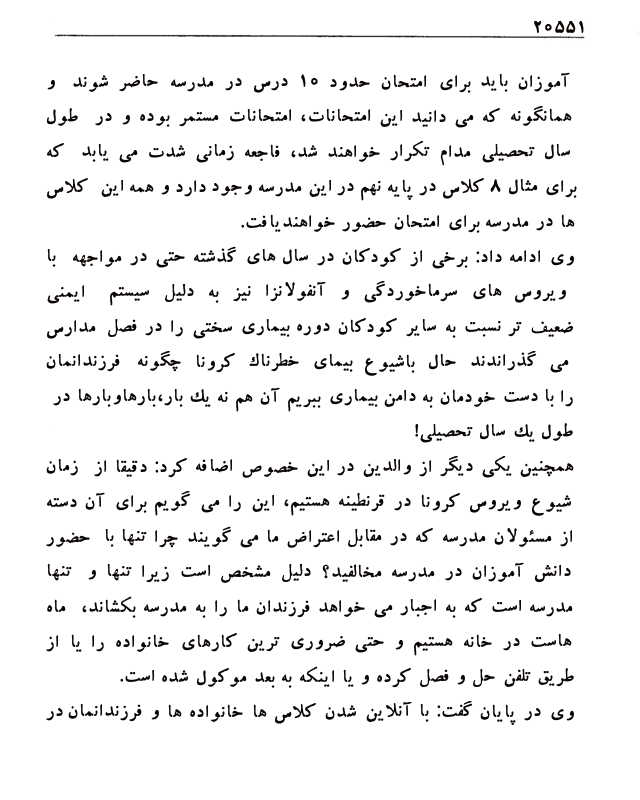 ۲۰۵۵۱
آموزان باید برای امتحان حدود ۱۰ درس در مدرسه حاضر شوند و
همانگونه که می دانید این امتحانات، امتحانات مستمر بوده و در طول
سال تحصیلی مدام تکرار خواهند شد، فاجعه زمانی شدت می یابد که
برای مثال ۸ کلاس در پایه نهم در این مدرسه وجود دارد و همه این کلاس
ها در مدرسه برای امتحان حضور خواهندیافت.
وی ادامه داد: برخی از کودکان در سال های گذشته حتی در مواجهه با
ویروس های سرماخوردگی و آنفولانزا نیز به دلیل سیستم ایمنی
ضعیف تر نسبت به سایر کودکان دوره بیماری سختی را در فصل مدارس
می گذراندند حال باشیوع بیمای خطرناك کرونا چگونه فرزندانمان
را با دست خودمان به دامن بیماری ببریم آن هم نه یك بار،بارهاوبارها در
طول یك سال تحصیلی!
همچنین یکی دیگر از والدین در این خصوص اضافه کرد: دقیقا از زمان
شیوع ویروس کرونا در قرنطینه هستیم، این را می گویم برای آن دسته
از مسئولان مدرسه که در مقابل اعتراض ما می گویند چرا تنها با حضور
دانش آموزان در مدرسه مخالفید؟ دلیل مشخص است زیرا تنها و تنها
مدرسه است که به اجبار می خواهد فرزندان ما را به مدرسه بکشاند، ماه
هاست در خانه هستیم و حتی ضروری ترین کارهای خانواده را یا از
طریق تلفن حل و فصل کرده و یا اینکه به بعد موکول شده است.
وی در پایان گفت: با آنلاین شدن کلاس ها خانواده ها و فرزندانمان در